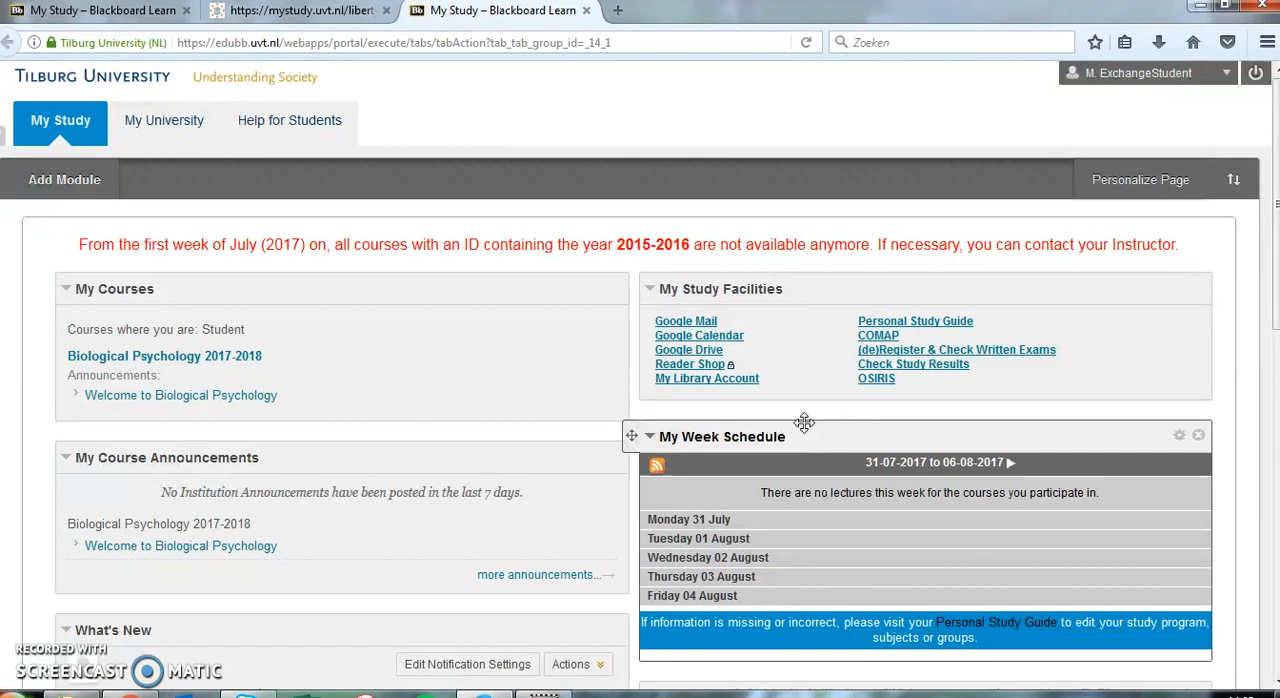 My Study – Blackboard Learn
https://mystudy.uvt.nl/libert
My Study – Blackboard Learn
Tilburg University (NL)
https://edubb.uvt.nl/webapps/portal/execute/tabs/tabAction?tab_tab_group_id=_14_1
Zoeken
TILBURG UNIVERSITY
Understanding Society
M. ExchangeStudent
My Study
My University
Help for Students
Add Module
Personalize Page
From the first week of July (2017) on, all courses with an ID containing the year 2015-2016 are not available anymore. If necessary, you can contact your Instructor.
My Courses
Courses where you are: Student
Biological Psychology 2017-2018
Announcements:
Welcome to Biological Psychology
My Course Announcements
No Institution Announcements have been posted in the last 7 days.
Biological Psychology 2017-2018
Welcome to Biological Psychology
more announcements...
What's New
Edit Notification Settings
Actions
My Study Facilities
Google Mail
Google Calendar
Google Drive
Reader Shop
My Library Account
Personal Study Guide
COMAP
(de)Register & Check Written Exams
Check Study Results
OSIRIS
My Week Schedule
31-07-2017 to 06-08-2017
There are no lectures this week for the courses you participate in.
Monday 31 July
Tuesday 01 August
Wednesday 02 August
Thursday 03 August
Friday 04 August
If information is missing or incorrect, please visit your Personal Study Guide to edit your study program,
subjects or groups.
RECORDED WITH
SCREENCAST MATIC